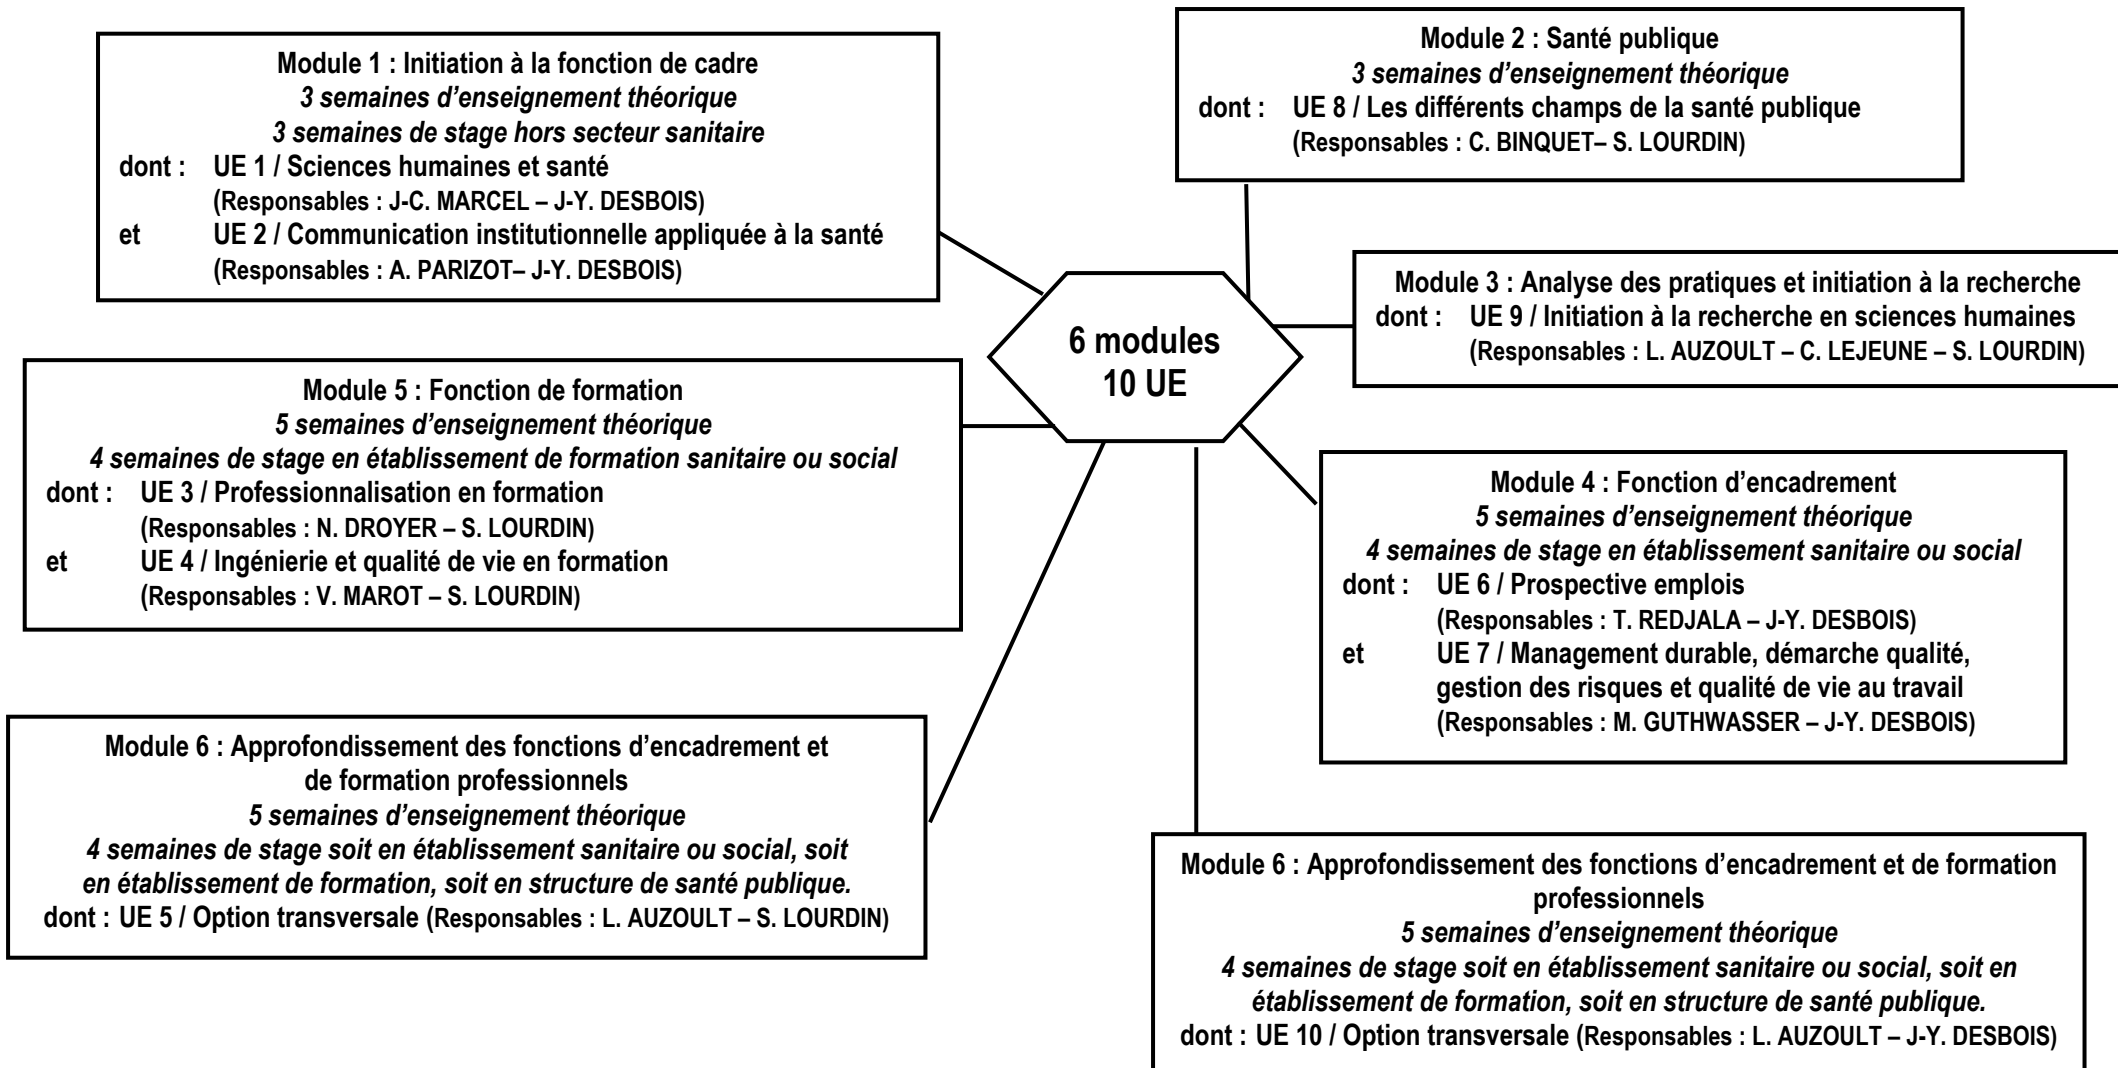 Module 1 : Initiation à la fonction de cadre
3 semaines d’enseignement théorique
3 semaines de stage hors secteur sanitaire
dont : UE 1 / Sciences humaines et santé
(Responsables : J-C. MARCEL – J-Y. DESBOIS)
et UE 2 / Communication institutionnelle appliquée à la santé
(Responsables : A. PARIZOT– J-Y. DESBOIS)
Module 2 : Santé publique
3 semaines d’enseignement théorique
dont : UE 8 / Les différents champs de la santé publique
(Responsables : C. BINQUET– S. LOURDIN)
Module 3 : Analyse des pratiques et initiation à la recherche
dont : UE 9 / Initiation à la recherche en sciences humaines
(Responsables : L. AUZOULT – C. LEJEUNE – S. LOURDIN)
6 modules
10 UE
Module 5 : Fonction de formation
5 semaines d’enseignement théorique
4 semaines de stage en établissement de formation sanitaire ou social
dont : UE 3 / Professionnalisation en formation
(Responsables : N. DROYER – S. LOURDIN)
et UE 4 / Ingénierie et qualité de vie en formation
(Responsables : V. MAROT – S. LOURDIN)
Module 4 : Fonction d’encadrement
5 semaines d’enseignement théorique
4 semaines de stage en établissement sanitaire ou social
dont : UE 6 / Prospective emplois
(Responsables : T. REDJALA – J-Y. DESBOIS)
et UE 7 / Management durable, démarche qualité,
gestion des risques et qualité de vie au travail
(Responsables : M. GUTHWASSER – J-Y. DESBOIS)
Module 6 : Approfondissement des fonctions d’encadrement et
de formation professionnels
5 semaines d’enseignement théorique
4 semaines de stage soit en établissement sanitaire ou social, soit
en établissement de formation, soit en structure de santé publique.
dont : UE 5 / Option transversale (Responsables : L. AUZOULT – S. LOURDIN)
Module 6 : Approfondissement des fonctions d’encadrement et de formation
professionnels
5 semaines d’enseignement théorique
4 semaines de stage soit en établissement sanitaire ou social, soit en
établissement de formation, soit en structure de santé publique.
dont : UE 10 / Option transversale (Responsables : L. AUZOULT – J-Y. DESBOIS)